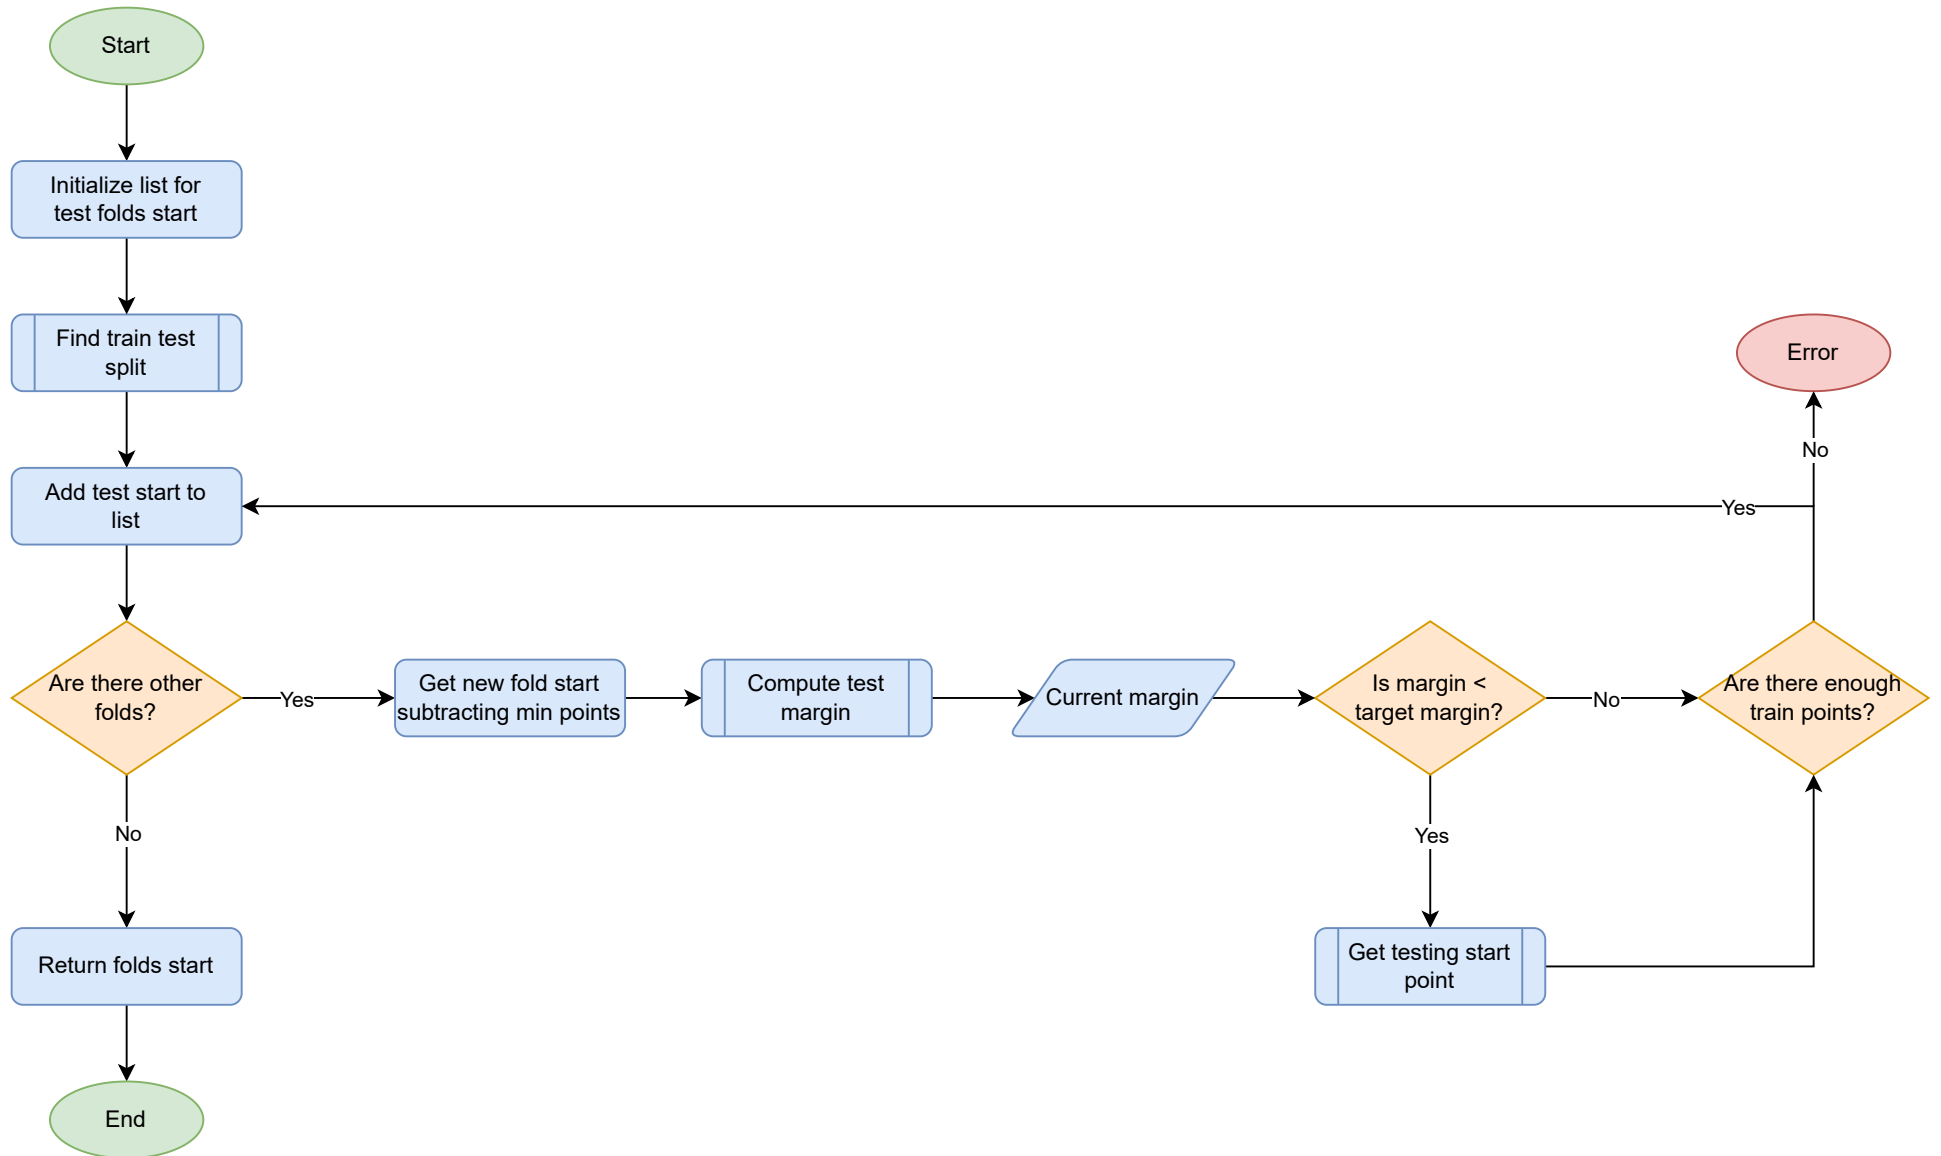 Start
Initialize list for
test folds start
Find train test
split
Error
No
Add test start to
list
Yes
Are there other
folds?
Yes
Get new fold start
subtracting min points
Compute test
margin
Current margin
Is margin <
target margin?
No
Are there enough
train points?
No
Yes
Return folds start
Get testing start
point
End